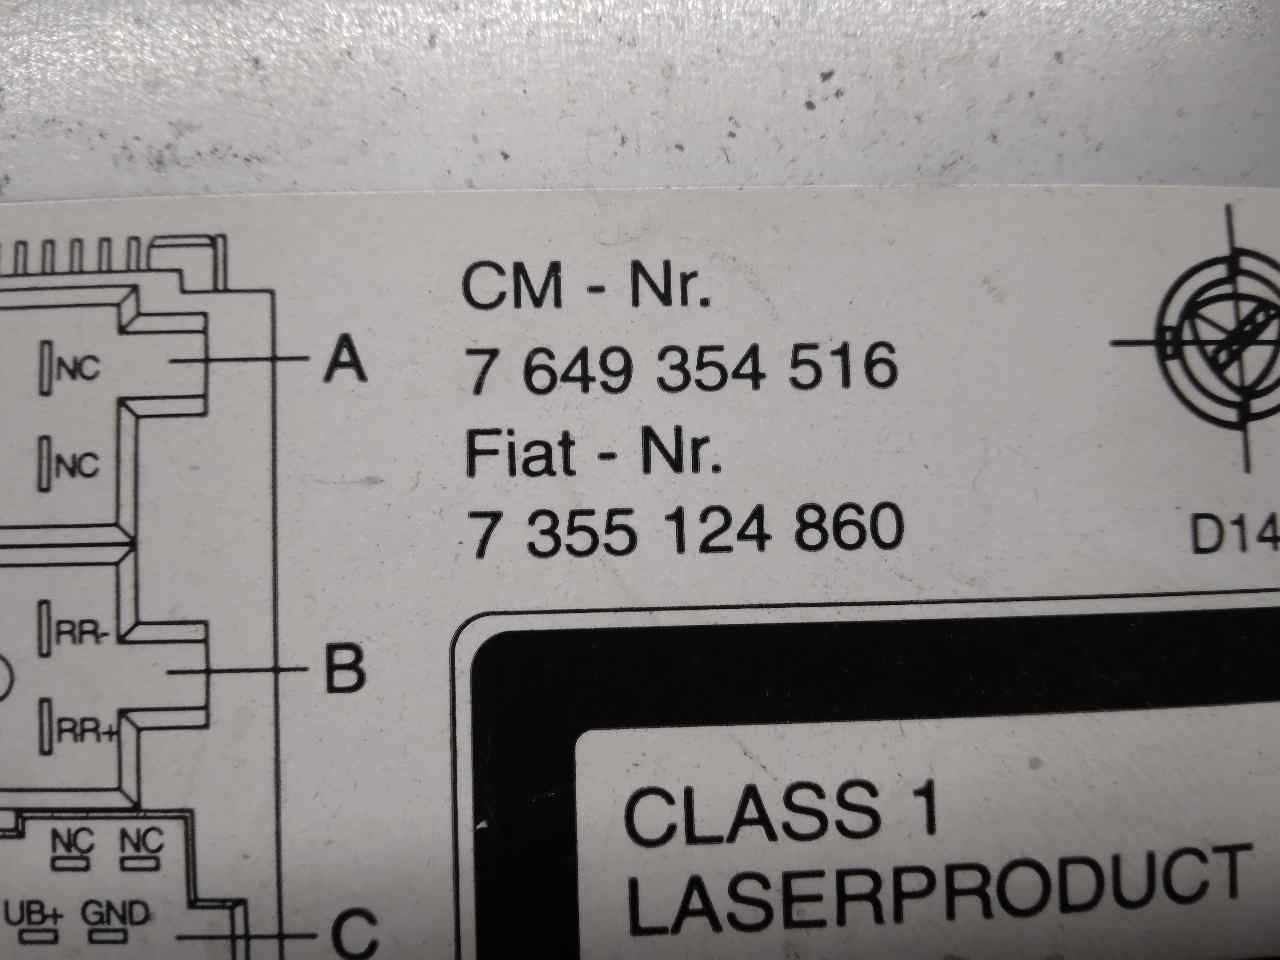 CM - Nr.
7 649 354 516
Fiat - Nr.
7 355 124 860
D14
NC
A
NC
RR-
B
RR+
NC NC
UB+ GND
C
CLASS 1
LASERPRODUCT